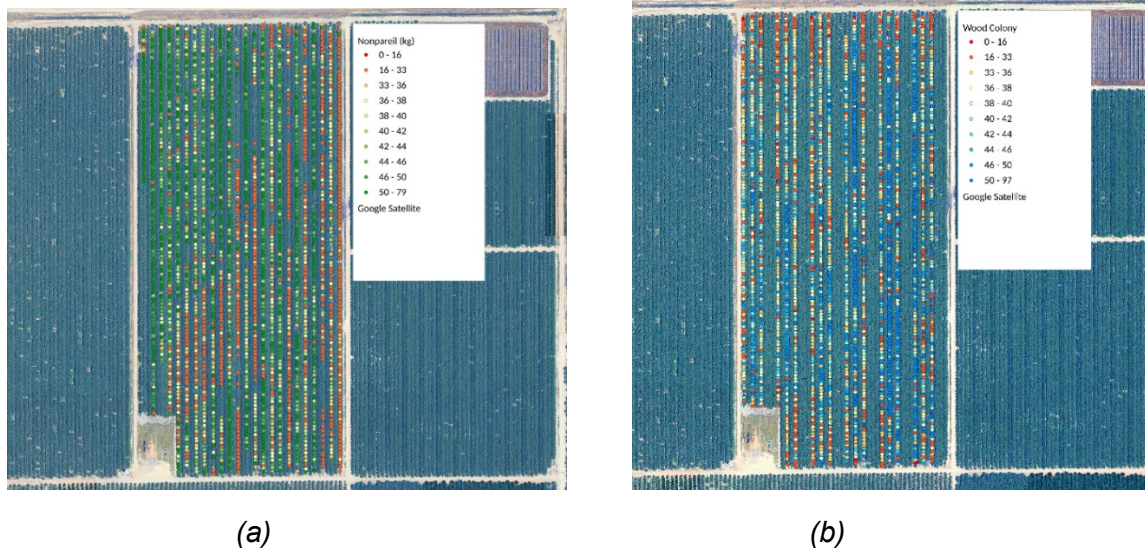 Nonpareil (kg)
0 - 16
16 - 33
33 - 36
36 - 38
38 - 40
40 - 42
42 - 44
44 - 46
46 - 50
50 - 79
Google Satellite
(a)
Wood Colony
0 - 16
16 - 33
33 - 36
36 - 38
38 - 40
40 - 42
42 - 44
44 - 46
46 - 50
50 - 97
Google Satellite
(b)